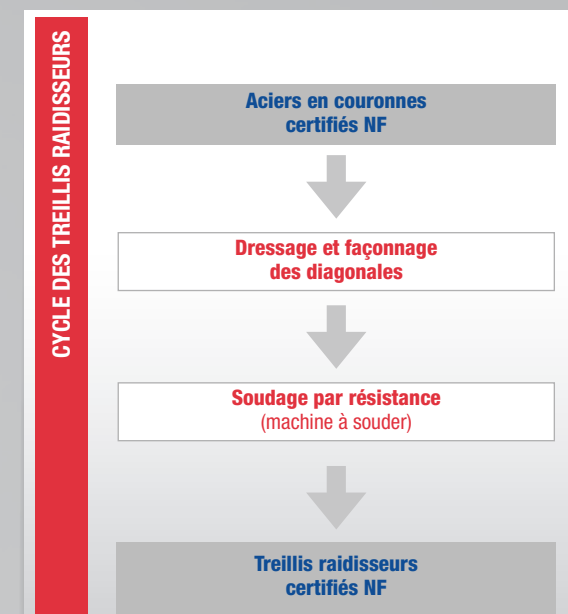 CYCLE DES TREILLIS RAIDISSEURS
Aciers en couronnes
certifiés NF
Dressage et façonnage
des diagonales
Soudage par résistance
(machine à souder)
Treillis raidisseurs
certifiés NF